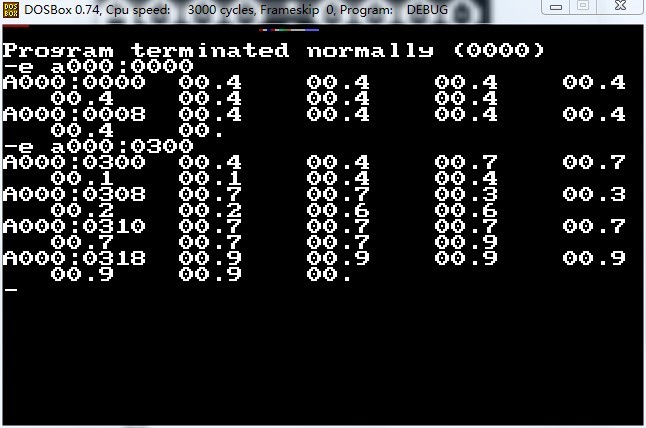 DOSBox 0.74, Cpu speed: 3000 cycles, Frameskip 0, Program: DEBUG
Program terminated normally (0000)
-e a000:0000
A000:0000 00.4 00.4 00.4 00.4
00.4 00.4 00.4 00.4
A000:0008 00.4 00.4 00.4 00.4
00.4 00.
-e a000:0300
A000:0300 00.4 00.4 00.7 00.7
00.1 00.1 00.4 00.4
A000:0308 00.7 00.7 00.3 00.3
00.2 00.2 00.6 00.6
A000:0310 00.7 00.7 00.7 00.7
00.7 00.7 00.7 00.9
A000:0318 00.9 00.9 00.9 00.9
00.9 00.9 00.